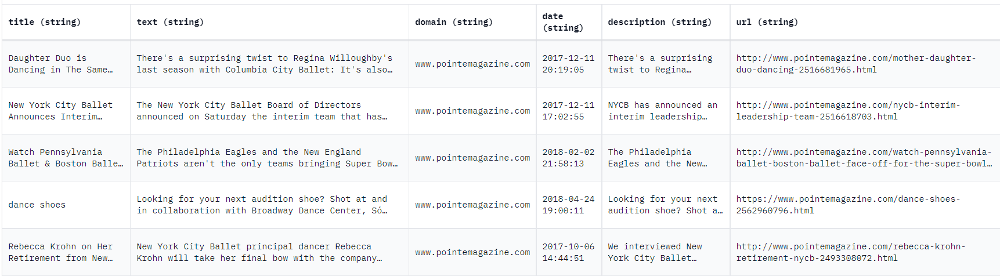 title (string)
text (string)
domain (string)
date
(string)
description (string)
url (string)
Daughter Duo is
Dancing in The Same…
There's a surprising twist to Regina Willoughby's
last season with Columbia City Ballet: It's also…
www.pointemagazine.com
2017-12-11
20:19:05
There's a surprising
twist to Regina…
http://www.pointemagazine.com/mother-daughter-
duo-dancing-2516681965.html
New York City Ballet
Announces Interim…
The New York City Ballet Board of Directors
announced on Saturday the interim team that has…
www.pointemagazine.com
2017-12-11
17:02:55
NYCB has announced an
interim leadership…
http://www.pointemagazine.com/nycb-interim-
leadership-team-2516618703.html
Watch Pennsylvania
Ballet & Boston Balle…
The Philadelphia Eagles and the New England
Patriots aren't the only teams bringing Super Bow…
www.pointemagazine.com
2018-02-02
21:58:13
The Philadelphia
Eagles and the New…
http://www.pointemagazine.com/watch-pennsylvania-
ballet-boston-ballet-face-off-for-the-super-bowl…
dance shoes
Looking for your next audition shoe? Shot at and
in collaboration with Broadway Dance Center, Só…
www.pointemagazine.com
2018-04-24
19:00:11
Looking for your next
audition shoe? Shot a…
https://www.pointemagazine.com/dance-shoes-
2562960796.html
Rebecca Krohn on Her
Retirement from New…
New York City Ballet principal dancer Rebecca
Krohn will take her final bow with the company…
www.pointemagazine.com
2017-10-06
14:44:51
We interviewed New
York City Ballet…
http://www.pointemagazine.com/rebecca-krohn-
retirement-nycb-2493308072.html